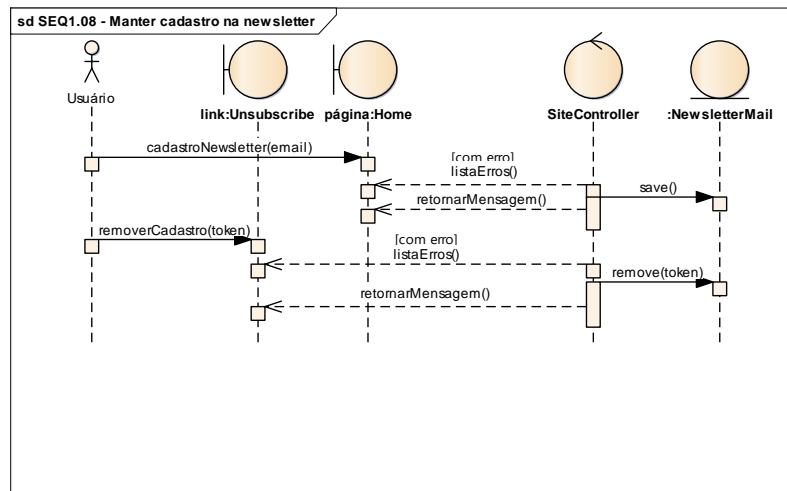 sd SEQ1.08 - Manter cadastro na newsletter
Usuário
link:Unsubscribe
página:Home
SiteController
:NewsletterMail
cadastroNewsletter(email)
[com erro]
listaErros()
save()
retornarMensagem()
removerCadastro(token)
[com erro]
listaErros()
remove(token)
retornarMensagem()